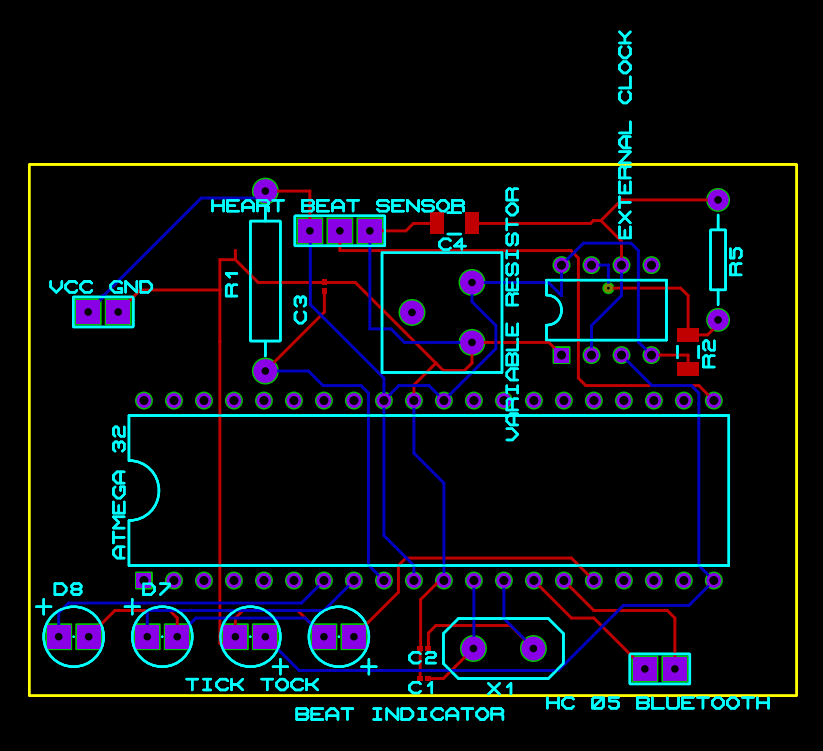 EXTERNAL CLOCK
HEART BEAT SENSOR
C4
VARIABLE RESISTOR
R5
R1
VCC GND
C3
R2
ATMEGA 32
D8
D7
TICK TOCK
C2
C1
X1
HC 05 BLUETOOTH
BEAT INDICATOR